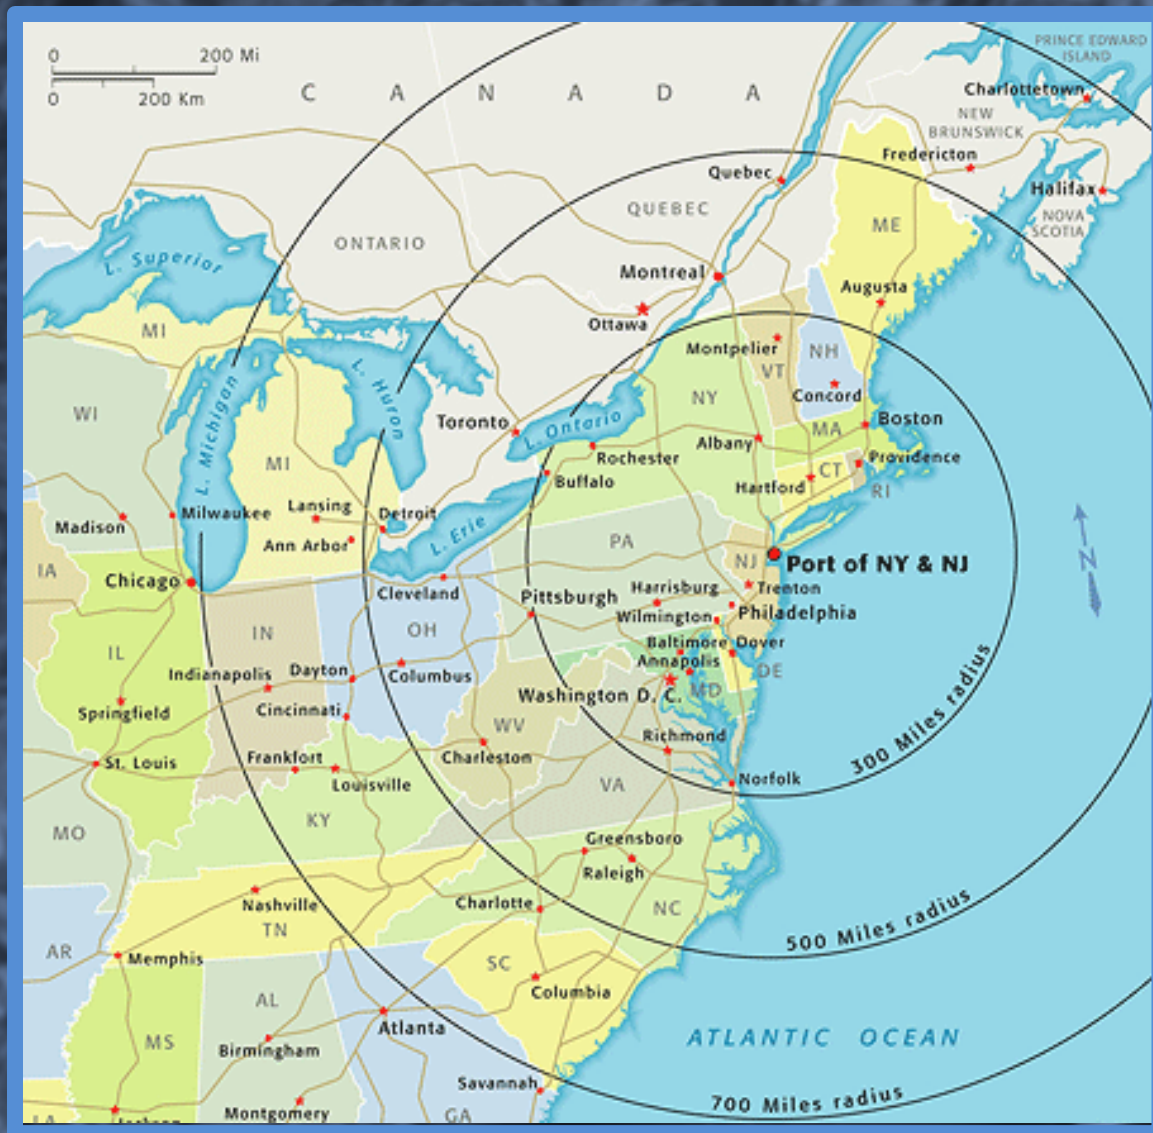 0 200 Mi
0 200 Km
C A N A D A
PRINCE EDWARD
ISLAND
Charlottetown
NEW
BRUNSWICK
Fredericton
Quebec
Halifax
NOVA
SCOTIA
QUEBEC
ME
ONTARIO
L. Superior
Montreal
Augusta
Ottawa
MI
Montpelier
VT
NH
Concord
L. Huron
L. Michigan
WI
NY
Toronto
L. Ontario
Albany
MA
Boston
Rochester
Providence
MI
Buffalo
Hartford
CT
RI
Lansing
Detroit
Milwaukee
Madison
Ann Arbor
L. Erie
PA
N
IA
Chicago
NJ
Port of NY & NJ
Cleveland
Pittsburgh
Harrisburg
Trenton
Wilmington
Philadelphia
IN
OH
Baltimore
Dover
IL
Annapolis
Indianapolis
Dayton
Columbus
DE
Washington D. C.
MD
Springfield
Cincinnati
WV
Richmond
300 Miles radius
St. Louis
Frankfort
Charleston
Louisville
VA
Norfolk
MO
KY
Greensboro
Raleigh
Nashville
Charlotte
NC
TN
500 Miles radius
AR
Memphis
SC
Columbia
AL
Atlanta
ATLANTIC OCEAN
MS
Birmingham
Savannah
700 Miles radius
Montgomery
GA